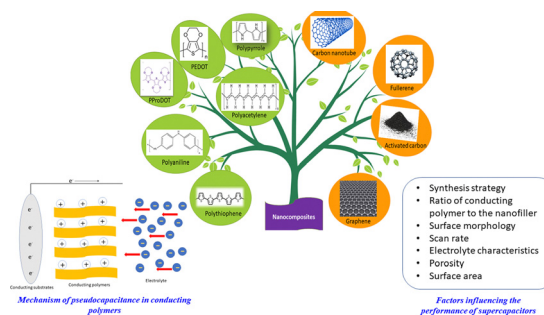 Polypyrrole
Carbon nanotube
PEDOT
Fullerene
PProDOT
Polyacetylene
Activated carbon
Polyaniline
Polythiophene
Graphene
Nanocomposites
e⁻
e⁻
e⁻
e⁻
e⁻
e⁻
Conducting substrates
Conducting polymers
Electrolyte
Mechanism of pseudocapacitance in conducting
polymers
• Synthesis strategy
• Ratio of conducting
polymer to the nanofiller
• Surface morphology
• Scan rate
• Electrolyte characteristics
• Porosity
• Surface area
Factors influencing the
performance of supercapacitors